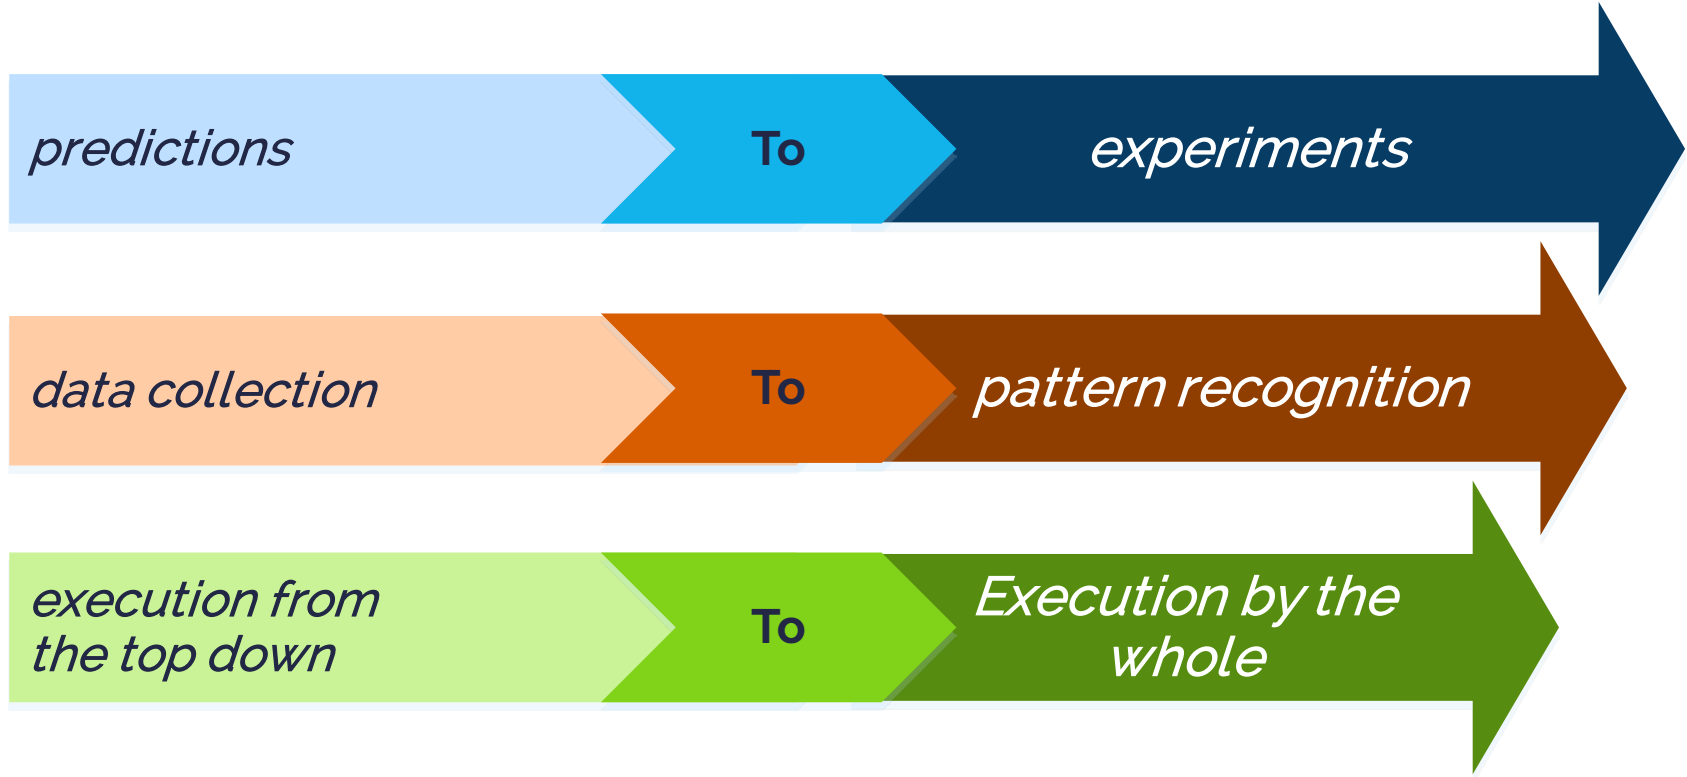 predictions To experiments
data collection To pattern recognition
execution from
the top down
To
Execution by the
whole